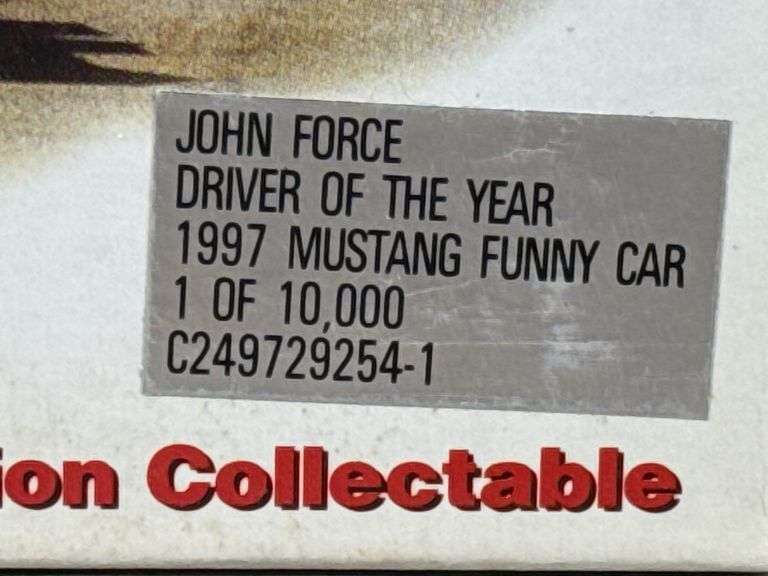 JOHN FORCE
DRIVER OF THE YEAR
1997 MUSTANG FUNNY CAR
1 OF 10,000
C249729254-1
ion Collectable